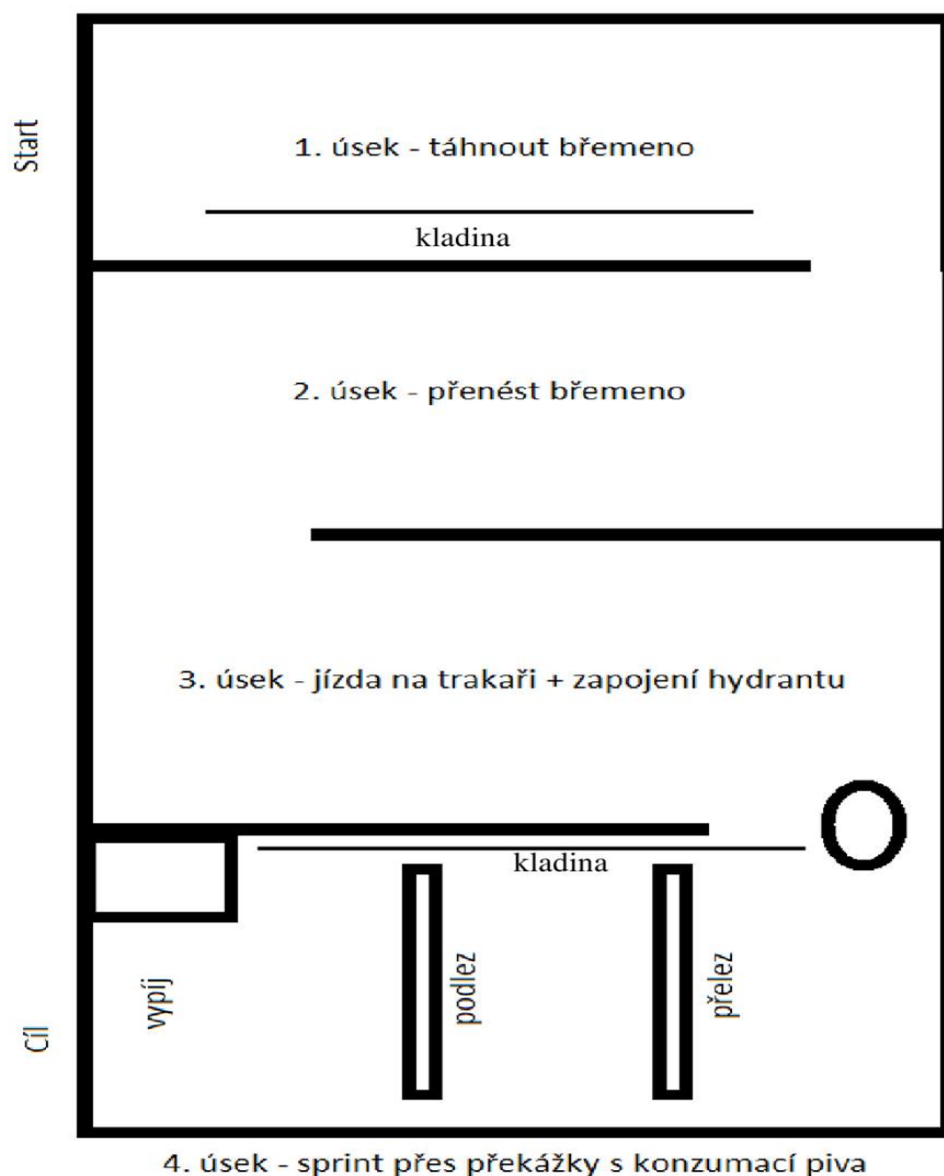 Start
1. úsek - táhnout břemeno
kladina
2. úsek - přenést břemeno
3. úsek - jízda na trakaři + zapojení hydrantu
kladina
přelez
podlez
vypíj
Cíl
4. úsek - sprint přes překážky s konzumací piva